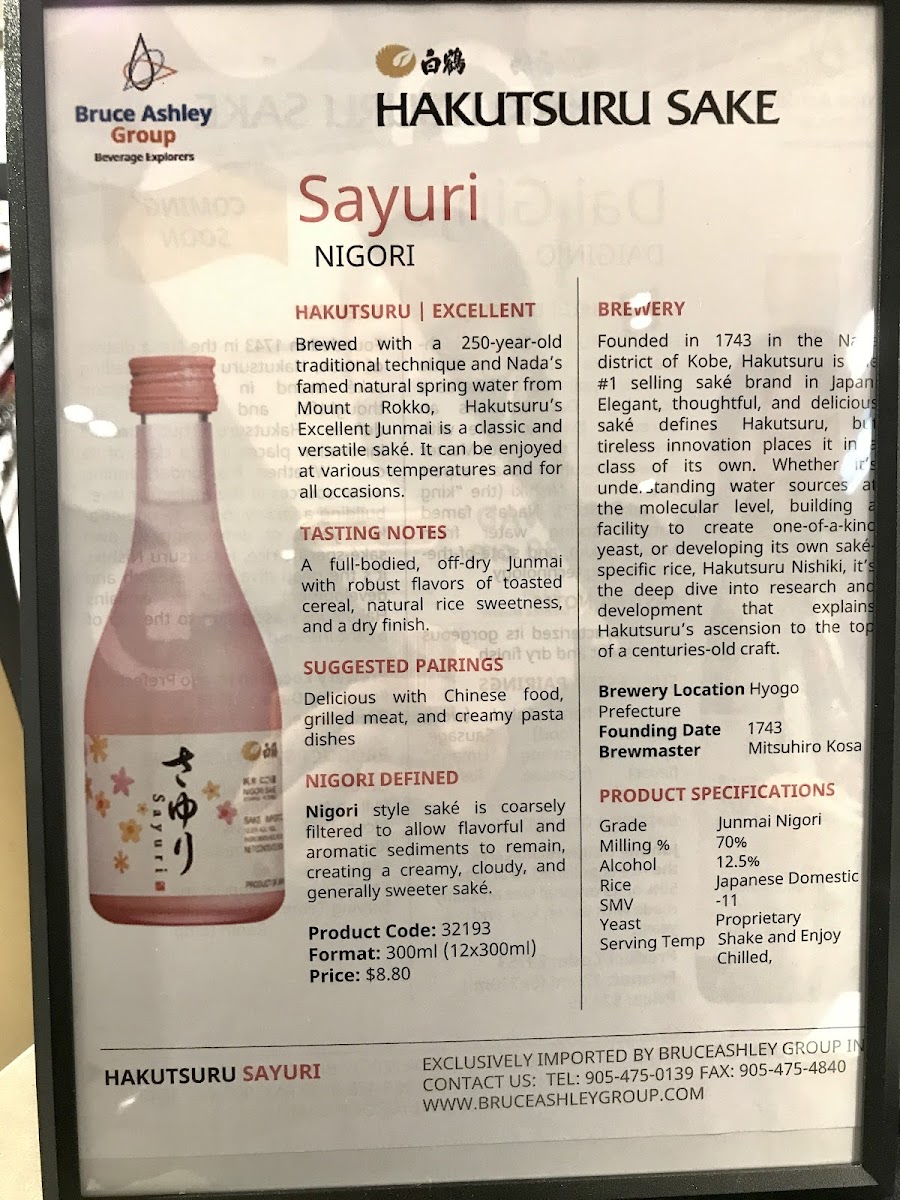 Bruce Ashley
Group
Beverage Explorers
白鶴
HAKUTSURU SAKE
Sayuri
NIGORI
HAKUTSURU | EXCELLENT
Brewed with a 250-year-old
traditional technique and Nada's
famed natural spring water from
Mount Rokko, Hakutsuru's
Excellent Junmai is a classic and
versatile saké. It can be enjoyed
at various temperatures and for
all occasions.
TASTING NOTES
A full-bodied, off-dry Junmai
with robust flavors of toasted
cereal, natural rice sweetness,
and a dry finish.
SUGGESTED PAIRINGS
Delicious with Chinese food,
grilled meat, and creamy pasta
dishes
NIGORI DEFINED
Nigori style saké is coarsely
filtered to allow flavorful and
aromatic sediments to remain,
creating a creamy, cloudy, and
generally sweeter saké.
Product Code: 32193
Format: 300ml (12x300ml)
Price: $8.80
BREWERY
Founded in 1743 in the
district of Kobe, Hakutsuru is
#1 selling saké brand in Japan
Elegant, thoughtful, and delicious
saké defines Hakutsuru, but
tireless innovation places it in a
class of its own. Whether it's
understanding water sources at
the molecular level, building a
facility to create one-of-a-kind
yeast, or developing its own saké-
specific rice, Hakutsuru Nishiki, it's
the deep dive into research and
development that explains
Hakutsuru's ascension to the top
of a centuries-old craft.
Brewery Location Hyogo
Prefecture
Founding Date 1743
Brewmaster Mitsuhiro Kosa
PRODUCT SPECIFICATIONS
Grade Junmai Nigori
Milling % 70%
Alcohol 12.5%
Rice Japanese Domestic
SMV -11
Yeast Proprietary
Serving Temp Shake and Enjoy
Chilled,
さゆり
Sayuri
白鶴
HAKUTSURU SAYURI
EXCLUSIVELY IMPORTED BY BRUCEASHLEY GROUP IN
CONTACT US: TEL: 905-475-0139 FAX: 905-475-4840
WWW.BRUCEASHLEYGROUP.COM